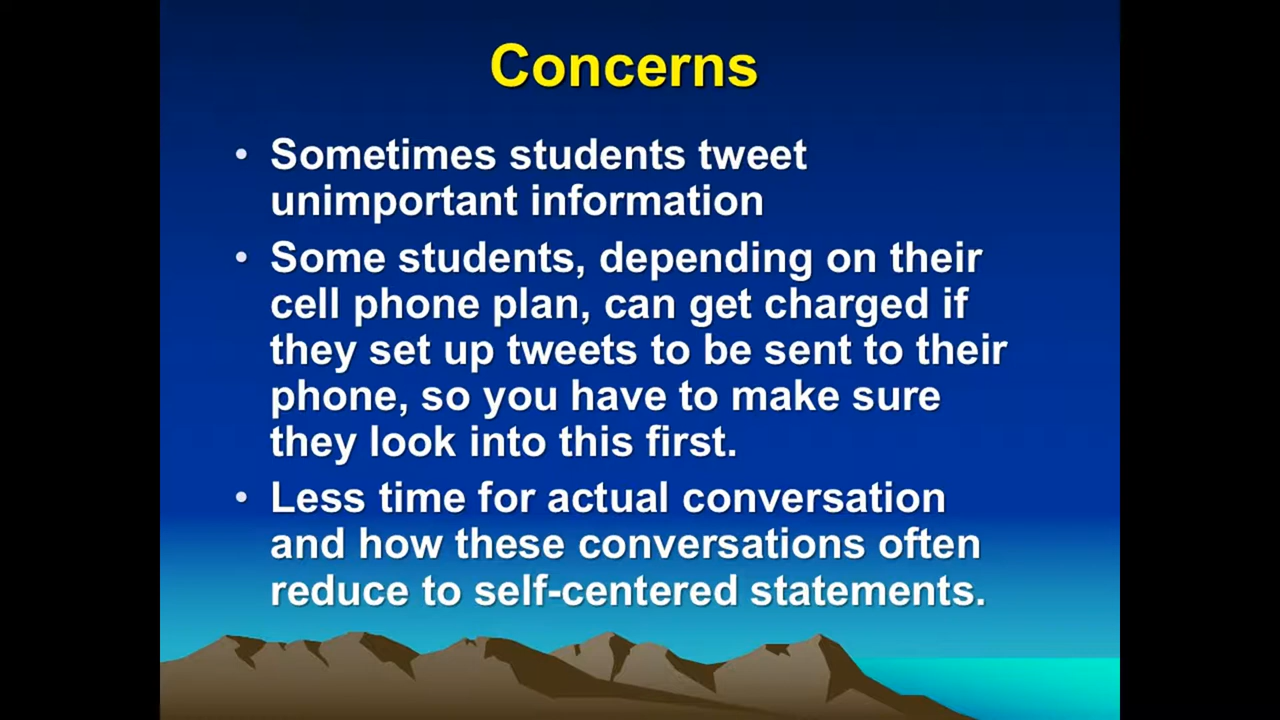 Concerns
• Sometimes students tweet
unimportant information
• Some students, depending on their
cell phone plan, can get charged if
they set up tweets to be sent to their
phone, so you have to make sure
they look into this first.
• Less time for actual conversation
and how these conversations often
reduce to self-centered statements.